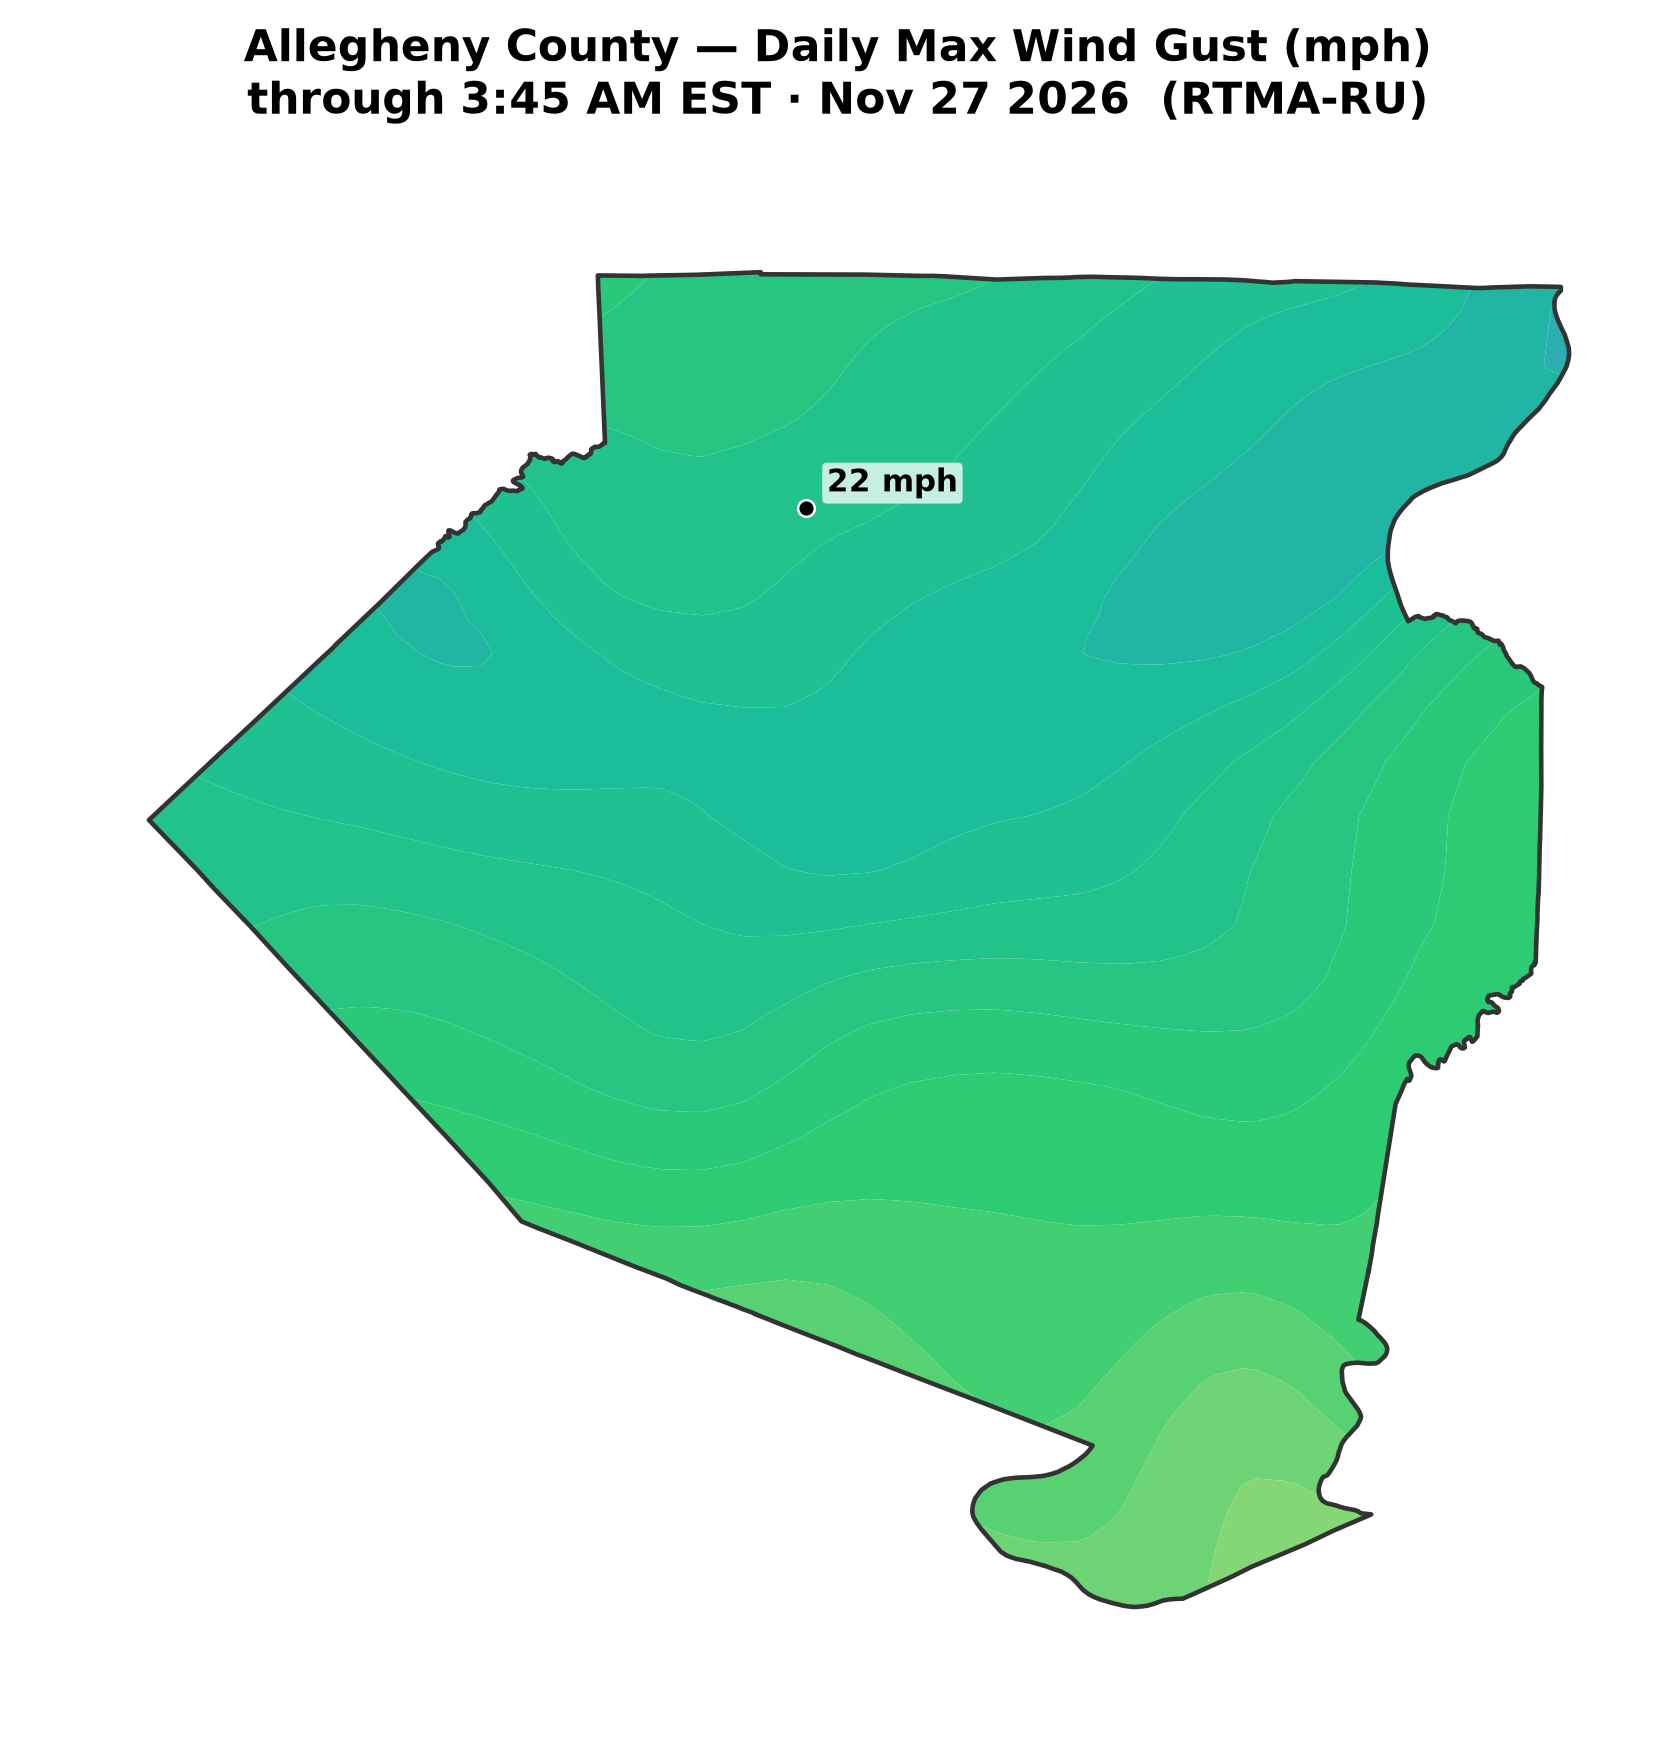 Allegheny County — Daily Max Wind Gust (mph)
through 3:45 AM EST · Nov 27 2026 (RTMA-RU)
22 mph